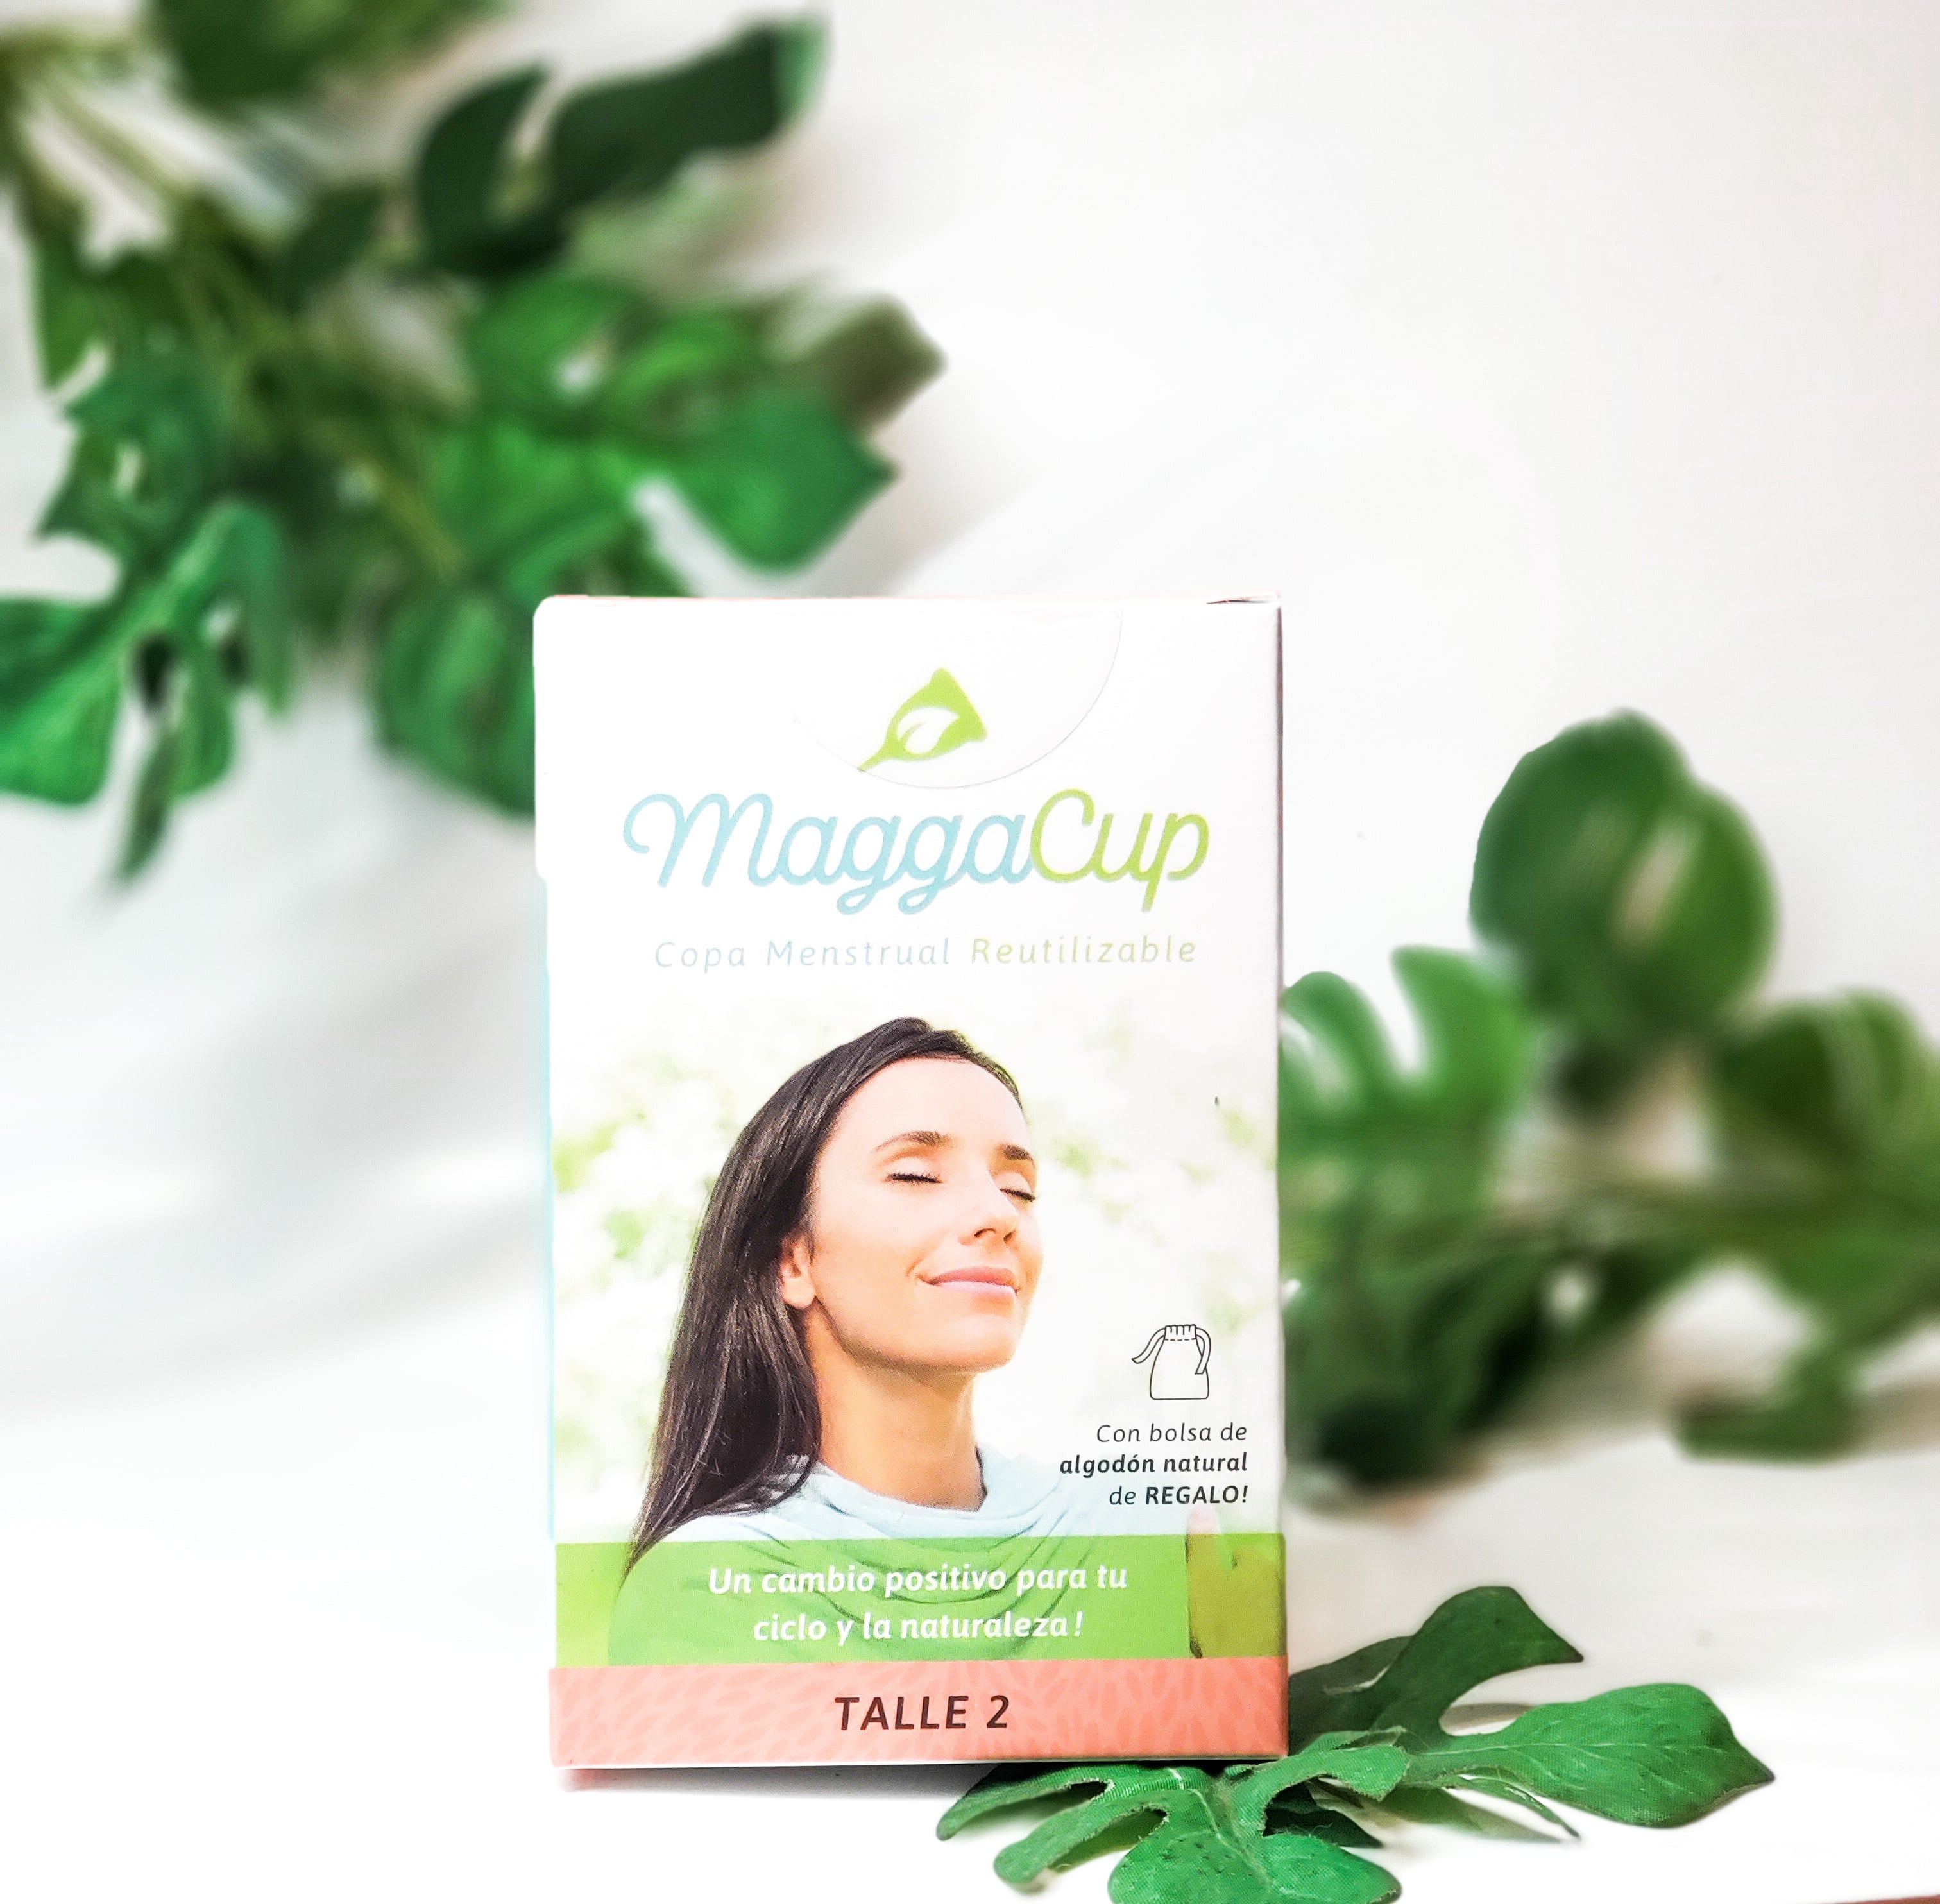 MaggaCup
Copa Menstrual Reutilizable
Con bolsa de
algodón natural
de REGALO!
Un cambio positivo para tu
ciclo y la naturaleza!
TALLE 2